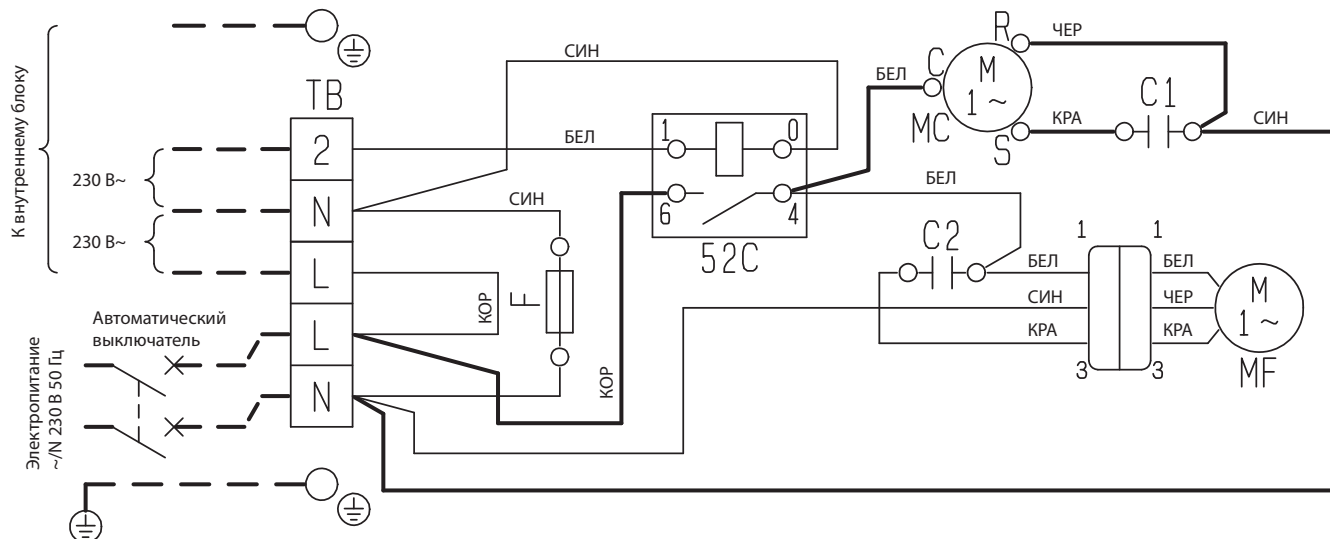 К внутреннему блоку
230 В~
230 В~
Автоматический
выключатель
Электропитание
~/N 230 В 50 Гц
TB
2
N
L
L
N
СИН
БЕЛ
СИН
КОР
F
КОР
1
0
6
4
52C
БЕЛ
БЕЛ
C
R
S
M
1 ~
MC
ЧЕР
КРА
C1
СИН
C2
БЕЛ
СИН
КРА
1
1
3
3
БЕЛ
ЧЕР
КРА
M
1 ~
MF